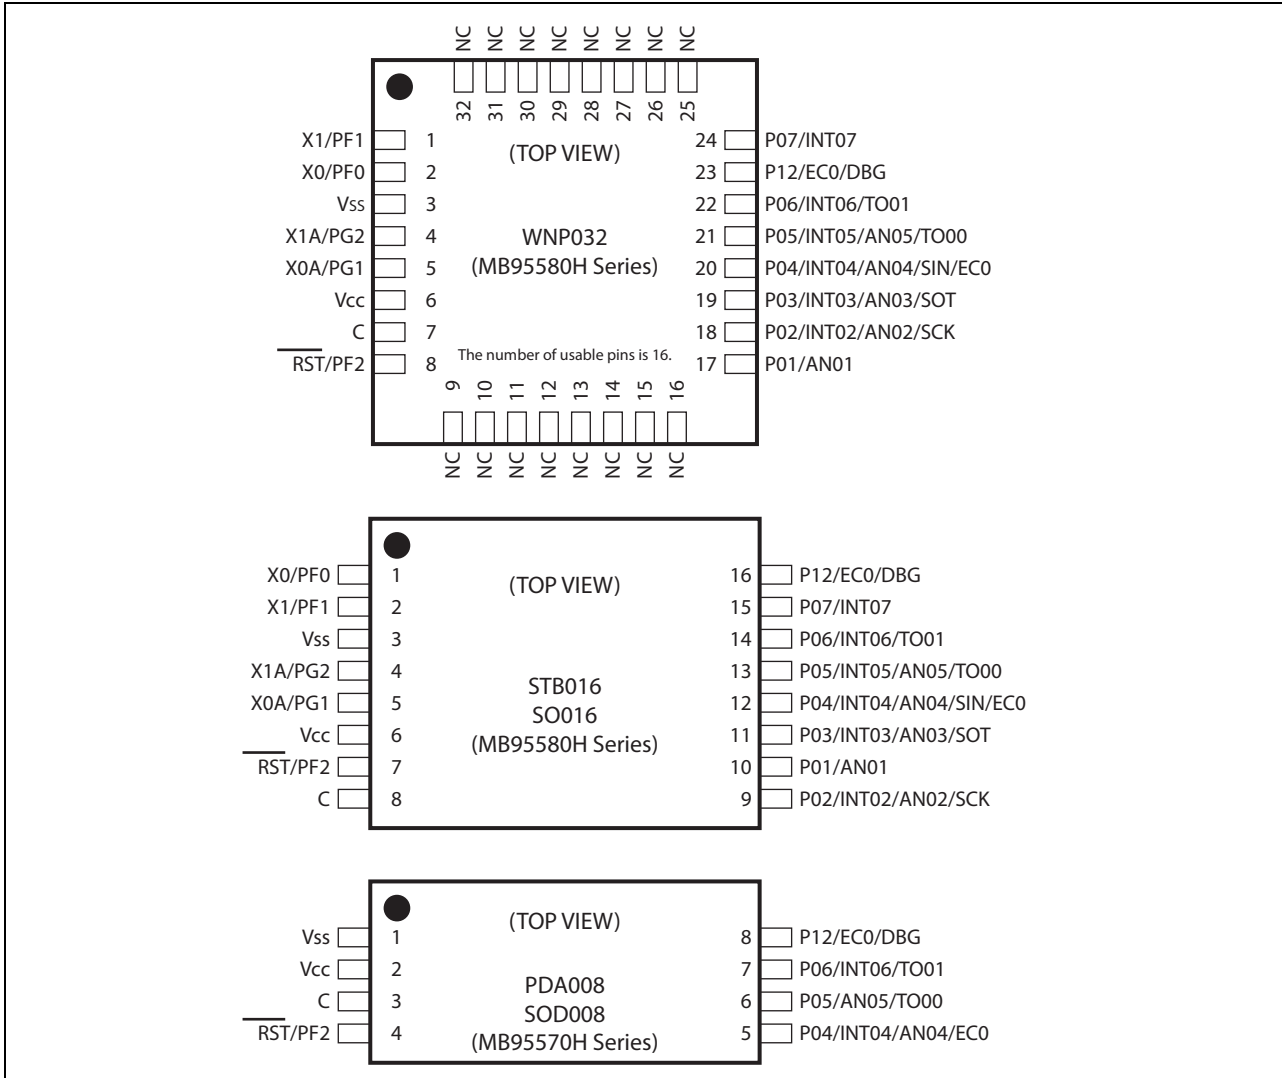 NC NC NC NC NC NC NC NC
32 31 30 29 28 27 26 25
(TOP VIEW)
X1/PF1 1 24 P07/INT07
X0/PF0 2 23 P12/EC0/DBG
Vss 3 22 P06/INT06/TO01
X1A/PG2 4 21 P05/INT05/AN05/TO00
X0A/PG1 5 20 P04/INT04/AN04/SIN/EC0
Vcc 6 19 P03/INT03/AN03/SOT
C 7 18 P02/INT02/AN02/SCK
RST/PF2 8 17 P01/AN01
WNP032
(MB95580H Series)
The number of usable pins is 16.
9 10 11 12 13 14 15 16
NC NC NC NC NC NC NC NC
(TOP VIEW)
X0/PF0 1 16 P12/EC0/DBG
X1/PF1 2 15 P07/INT07
Vss 3 14 P06/INT06/TO01
X1A/PG2 4 13 P05/INT05/AN05/TO00
X0A/PG1 5 12 P04/INT04/AN04/SIN/EC0
Vcc 6 11 P03/INT03/AN03/SOT
RST/PF2 7 10 P01/AN01
C 8 9 P02/INT02/AN02/SCK
STB016
SO016
(MB95580H Series)
(TOP VIEW)
Vss 1 8 P12/EC0/DBG
Vcc 2 7 P06/INT06/TO01
C 3 6 P05/AN05/TO00
RST/PF2 4 5 P04/INT04/AN04/EC0
PDA008
SOD008
(MB95570H Series)